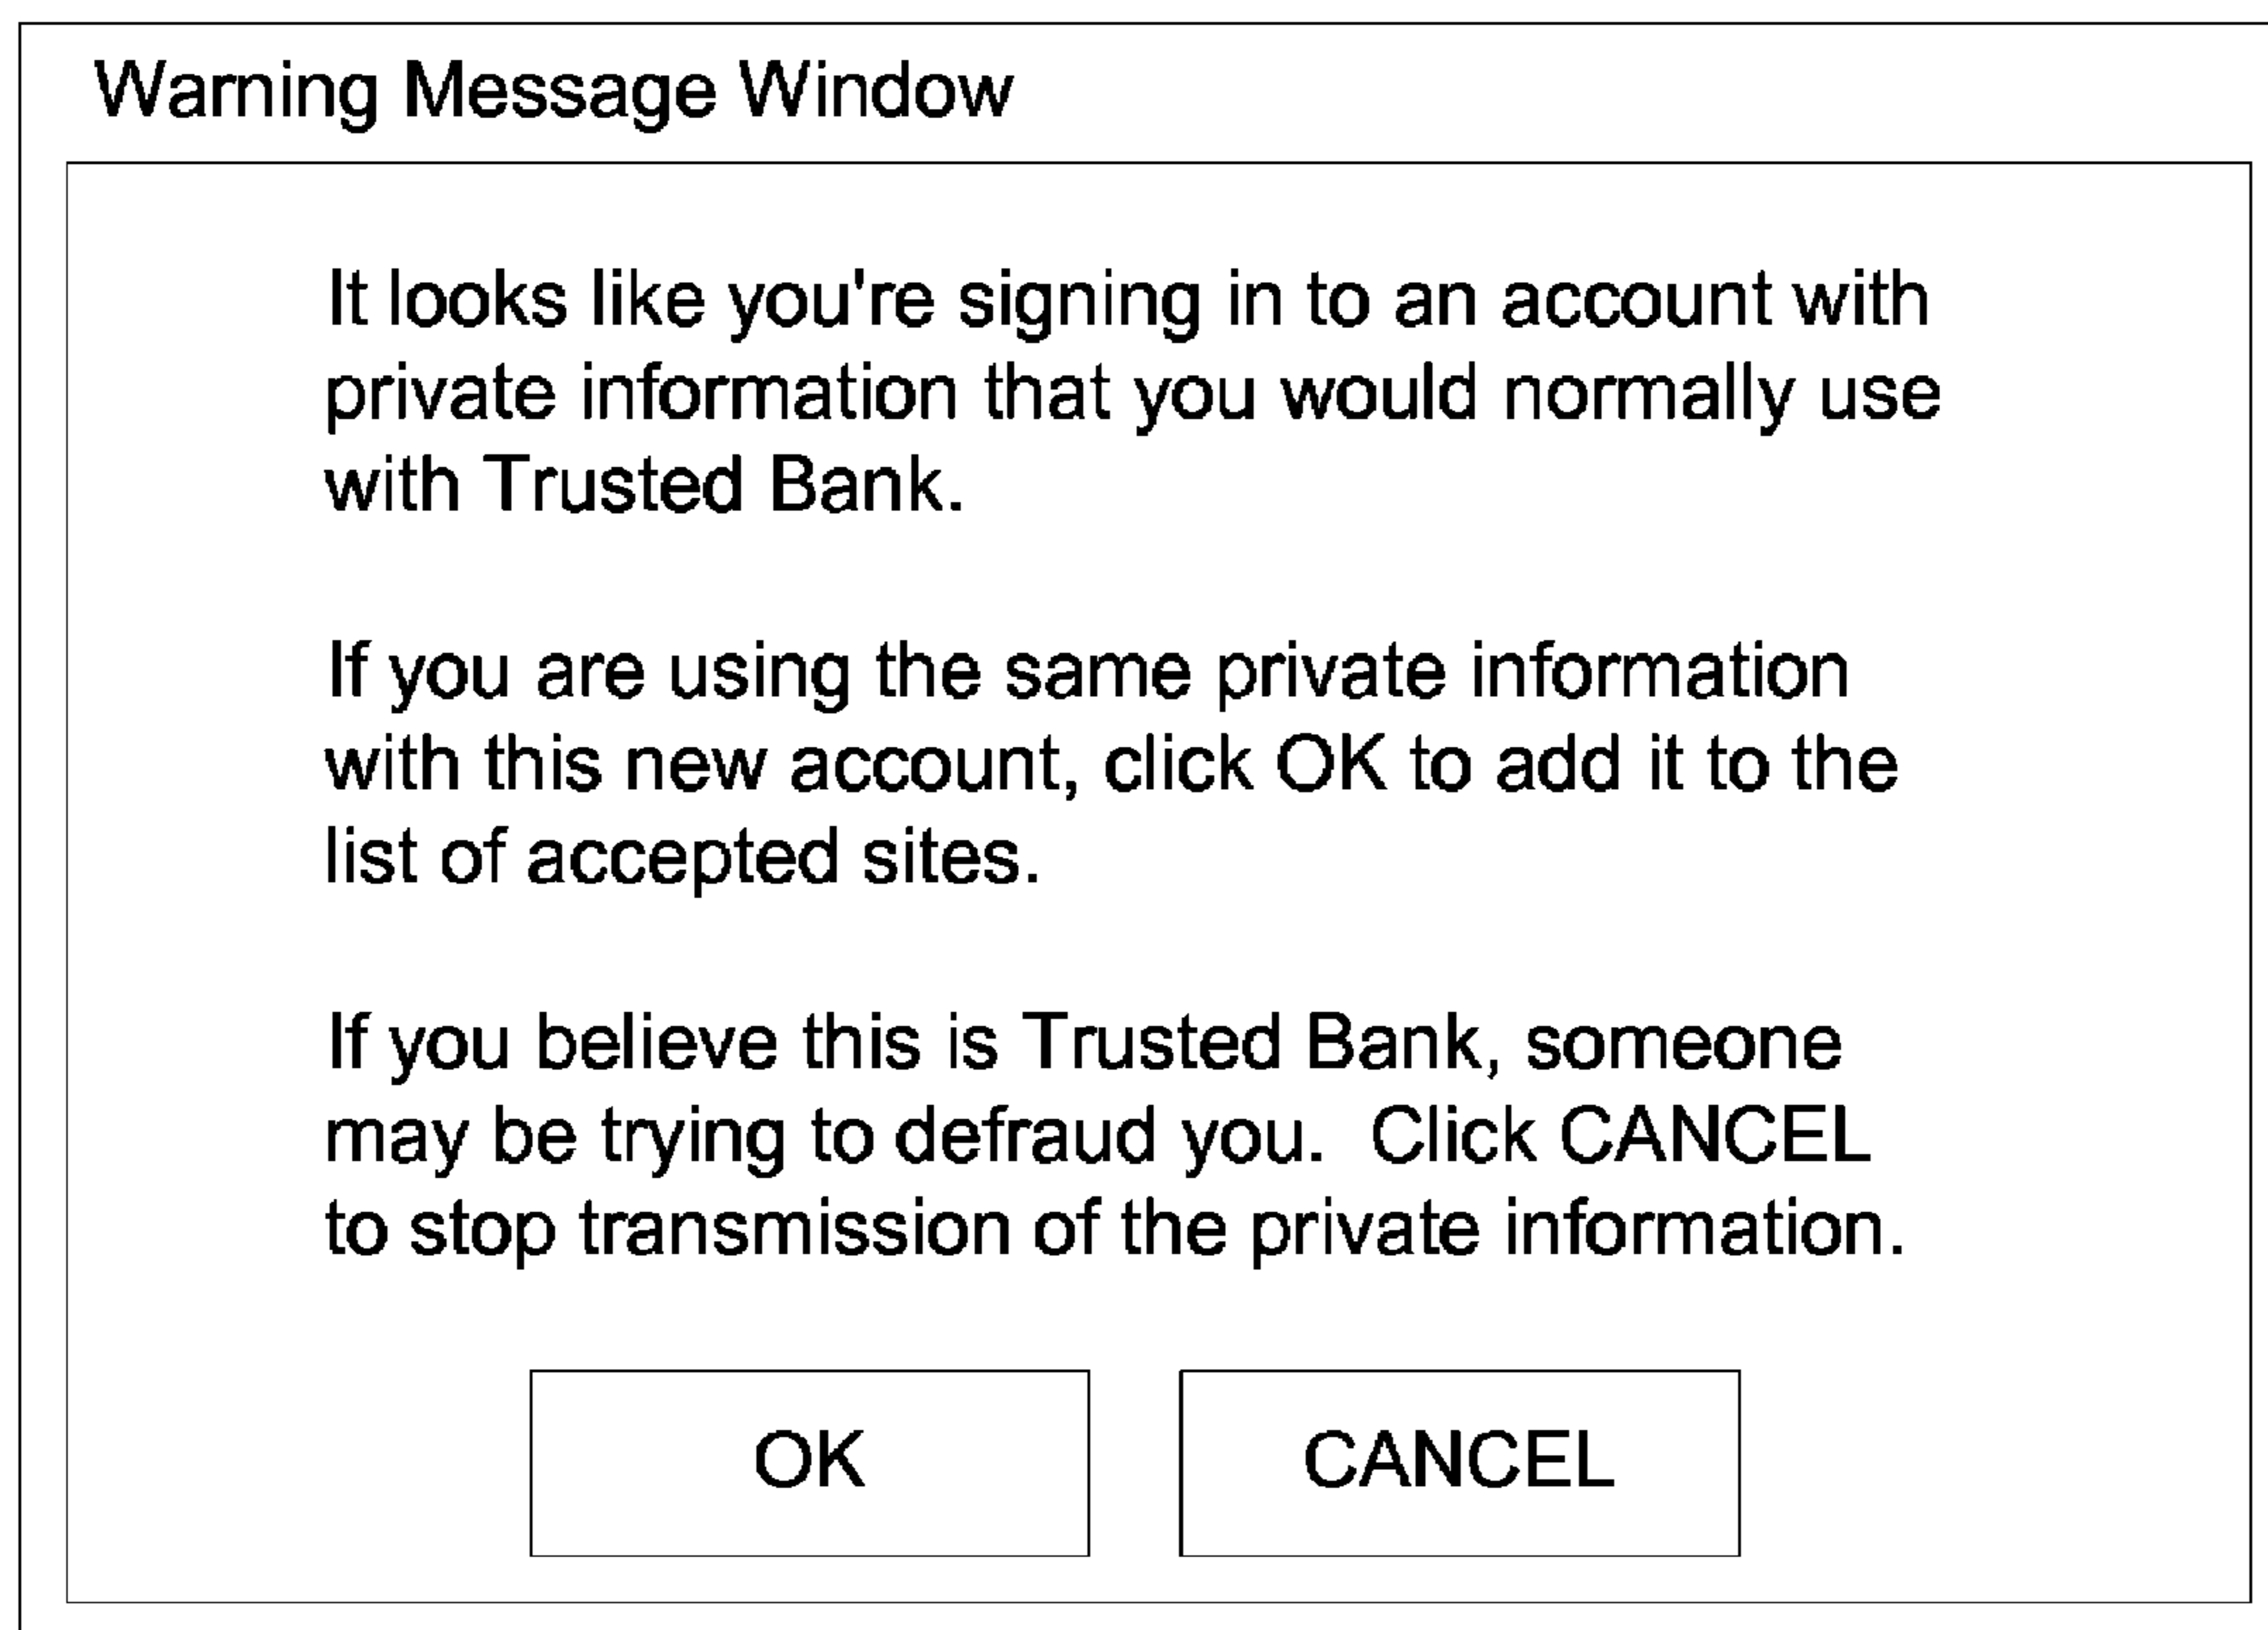 Warning Message Window
It looks like you're signing in to an account with
private information that you would normally use
with Trusted Bank.
If you are using the same private information
with this new account, click OK to add it to the
list of accepted sites.
If you believe this is Trusted Bank, someone
may be trying to defraud you.  Click CANCEL
to stop transmission of the private information.
OK CANCEL